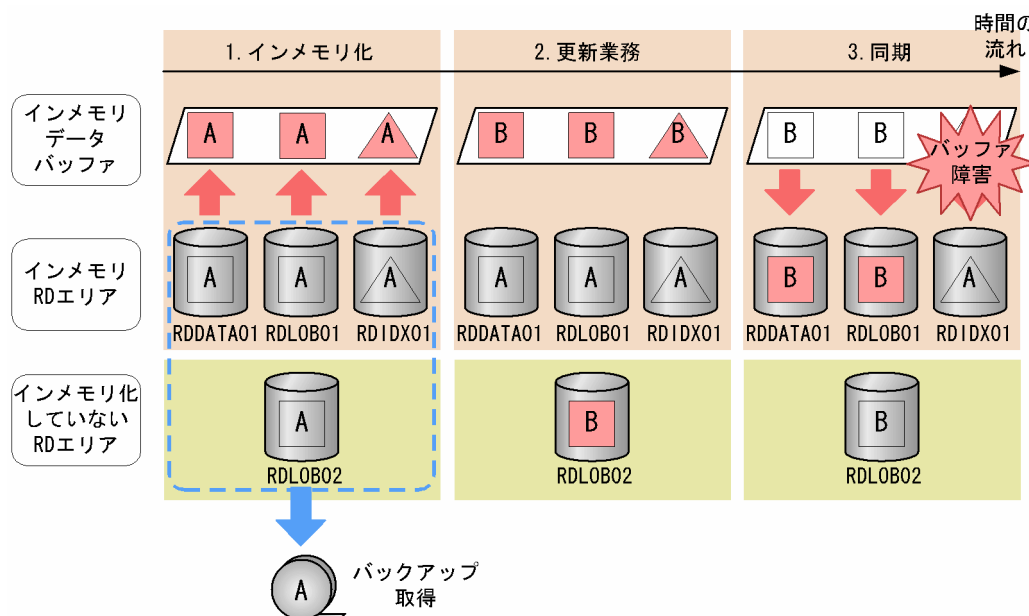 時間の
流れ
1.インメモリ化
2.更新業務
3.同期
インメモリ
データ
バッファ
A
A
A
B
B
B
B
B
バッファ
障害
インメモリ
RDエリア
A
A
A
A
A
A
B
B
A
RDDATA01
RDLOB01
RDIDX01
RDDATA01
RDLOB01
RDIDX01
RDDATA01
RDLOB01
RDIDX01
インメモリ化
していない
RDエリア
A
B
B
RDLOB02
RDLOB02
RDLOB02
A
バックアップ
取得